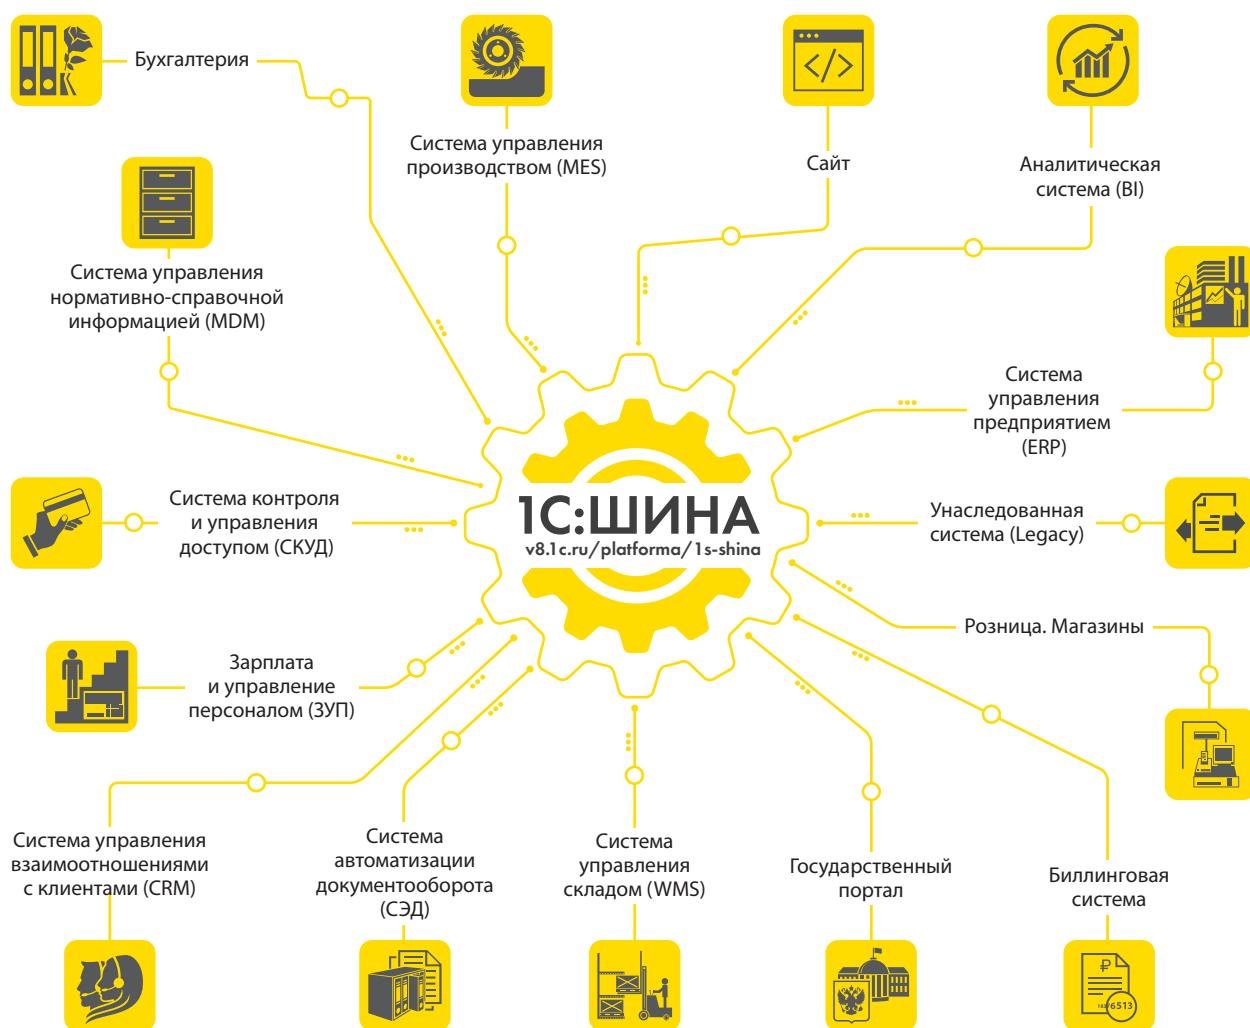 Бухгалтерия
Система управления
производством (MES)
</>
Сайт
Аналитическая
система (BI)
Система управления
нормативно-справочной
информацией (MDM)
Система
управления
предприятием
(ERP)
1С:ШИНА
v8.1c.ru/platforma/1s-shina
Система контроля
и управления
доступом (СКУД)
Унаследованная
система (Legacy)
Розница. Магазины
Зарплата
и управление
персоналом (ЗУП)
Система управления
взаимоотношениями
с клиентами (CRM)
Система
автоматизации
документооборота
(СЭД)
Система
управления
складом (WMS)
Государственный
портал
Биллинговая
система
₽
18376513